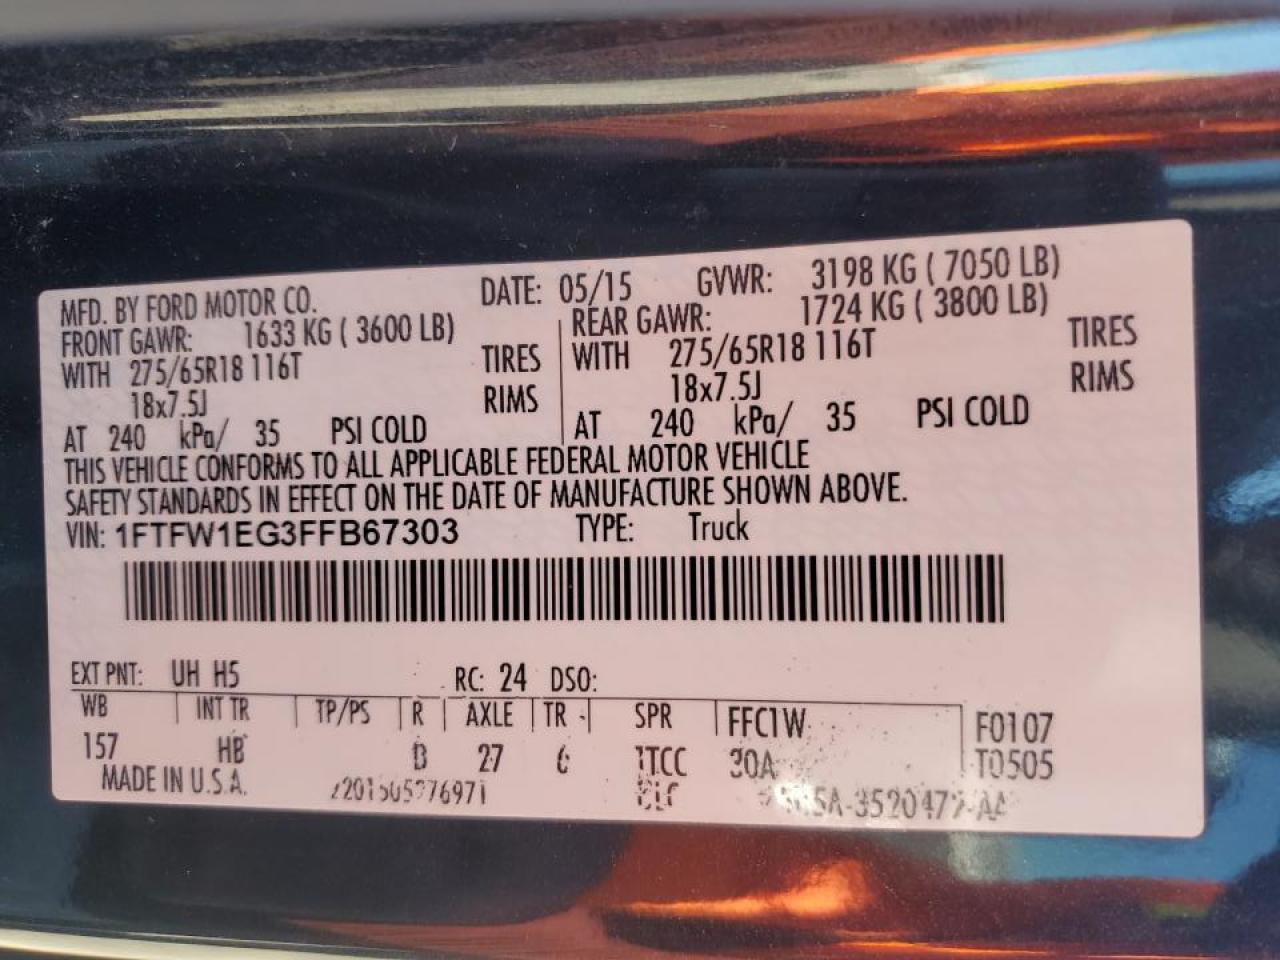 MFD. BY FORD MOTOR CO. DATE: 05/15 GVWR: 3198 KG ( 7050 LB)
FRONT GAWR: 1633 KG ( 3600 LB) REAR GAWR: 1724 KG ( 3800 LB)
WITH 275/65R18 116T TIRES WITH 275/65R18 116T TIRES
18x7.5J RIMS 18x7.5J RIMS
AT 240 kPa/ 35 PSI COLD AT 240 kPa/ 35 PSI COLD
THIS VEHICLE CONFORMS TO ALL APPLICABLE FEDERAL MOTOR VEHICLE
SAFETY STANDARDS IN EFFECT ON THE DATE OF MANUFACTURE SHOWN ABOVE.
VIN: 1FTFW1EG3FFB67303 TYPE: Truck
EXT PNT: UH H5 RC: 24 DSO:
WB INT TR TP/PS R AXLE TR SPR FFC1W F0107
157 HB B 27 6 30A T0505
MADE IN U.S.A.